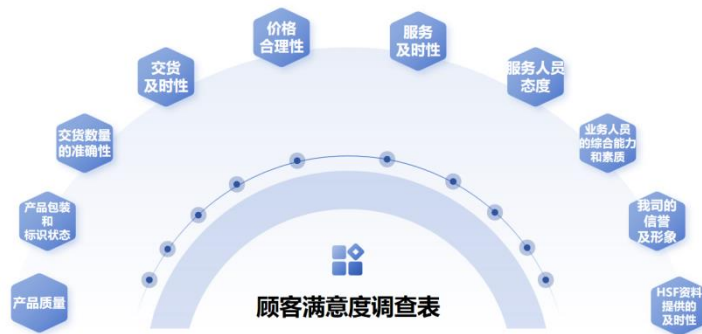 价格
合理性
服务
及时性
交货
及时性
服务人员
态度
交货数量
的准确性
业务人员
的综合能力
和素质
产品包装
和
标识状态
我司的
信誉
及形象
产品质量
HSF资料
提供的
及时性
顾客满意度调查表